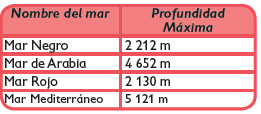 Nombre del mar Profundidad
Máxima
Mar Negro 2 212 m
Mar de Arabia 4 652 m
Mar Rojo 2 130 m
Mar Mediterráneo 5 121 m